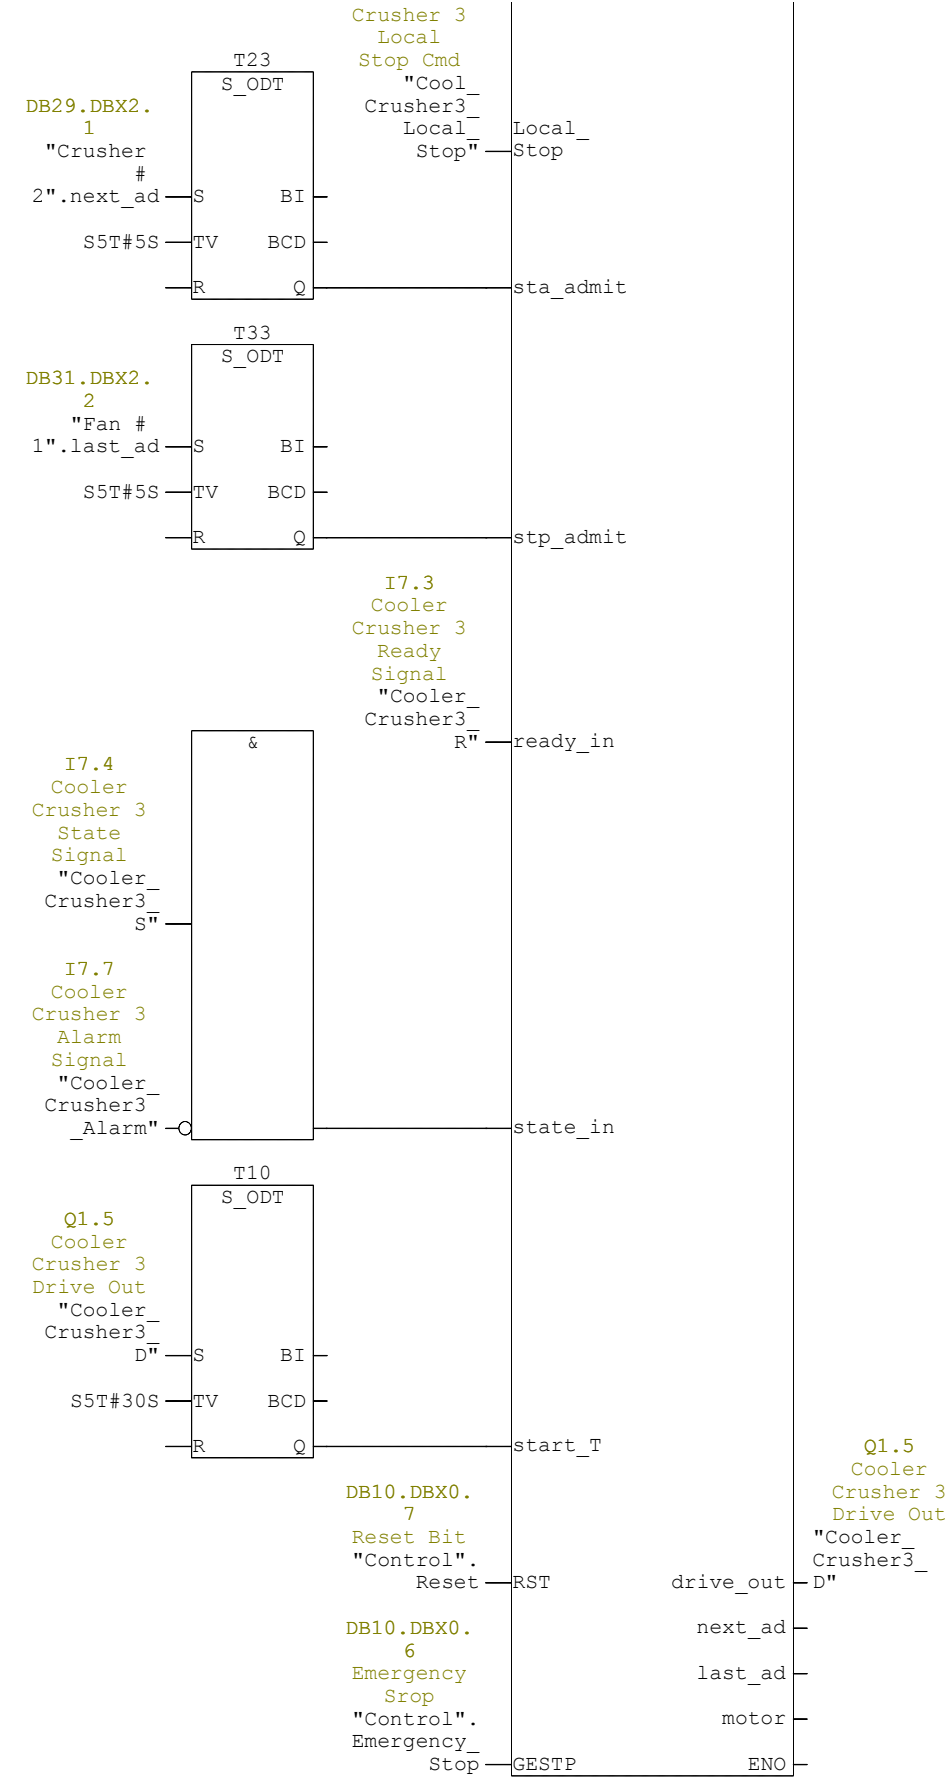 Crusher 3
Local
Stop Cmd
"Cool_
Crusher3_
Local_
Stop"
Local_
Stop
T23
S_ODT
DB29.DBX2.
1
"Crusher
#
2".next_ad
S
BI
S5T#5S
TV
BCD
R
Q
sta_admit
T33
S_ODT
DB31.DBX2.
2
"Fan #
1".last_ad
S
BI
S5T#5S
TV
BCD
R
Q
stp_admit
I7.3
Cooler
Crusher 3
Ready
Signal
"Cooler_
Crusher3_
R"
ready_in
&
I7.4
Cooler
Crusher 3
State
Signal
"Cooler_
Crusher3_
S"
I7.7
Cooler
Crusher 3
Alarm
Signal
"Cooler_
Crusher3
_Alarm"
state_in
T10
S_ODT
Q1.5
Cooler
Crusher 3
Drive Out
"Cooler_
Crusher3_
D"
S
BI
S5T#30S
TV
BCD
R
Q
start_T
DB10.DBX0.
7
Reset Bit
"Control".
Reset
RST
Q1.5
Cooler
Crusher 3
Drive Out
"Cooler_
Crusher3_
D"
drive_out
next_ad
last_ad
motor
DB10.DBX0.
6
Emergency
Srop
"Control".
Emergency_
Stop
GESTP
ENO